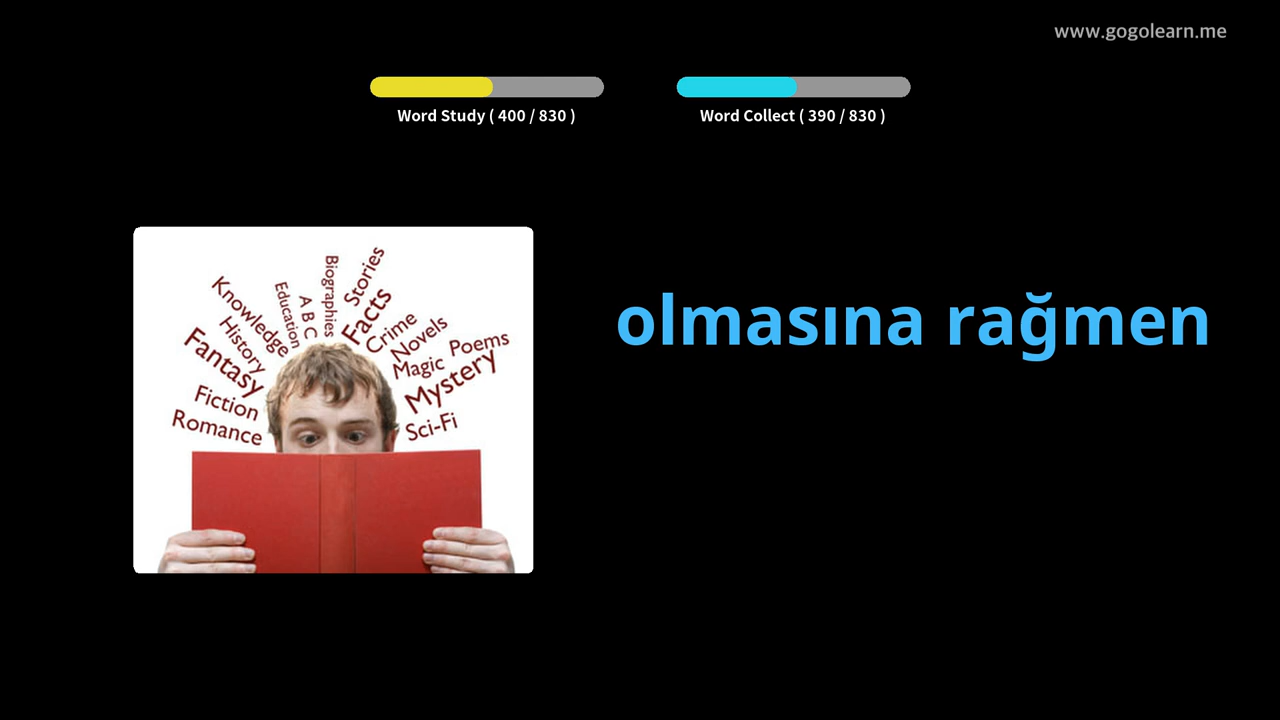 www.gogolearn.me
Word Study ( 400 / 830 )
Word Collect ( 390 / 830 )
olmasına rağmen
Biographies
Stories
Education
A B C
Facts
Knowledge
History
Crime
Novels
Fantasy
Magic
Poems
Mystery
Fiction
Romance
Sci-Fi